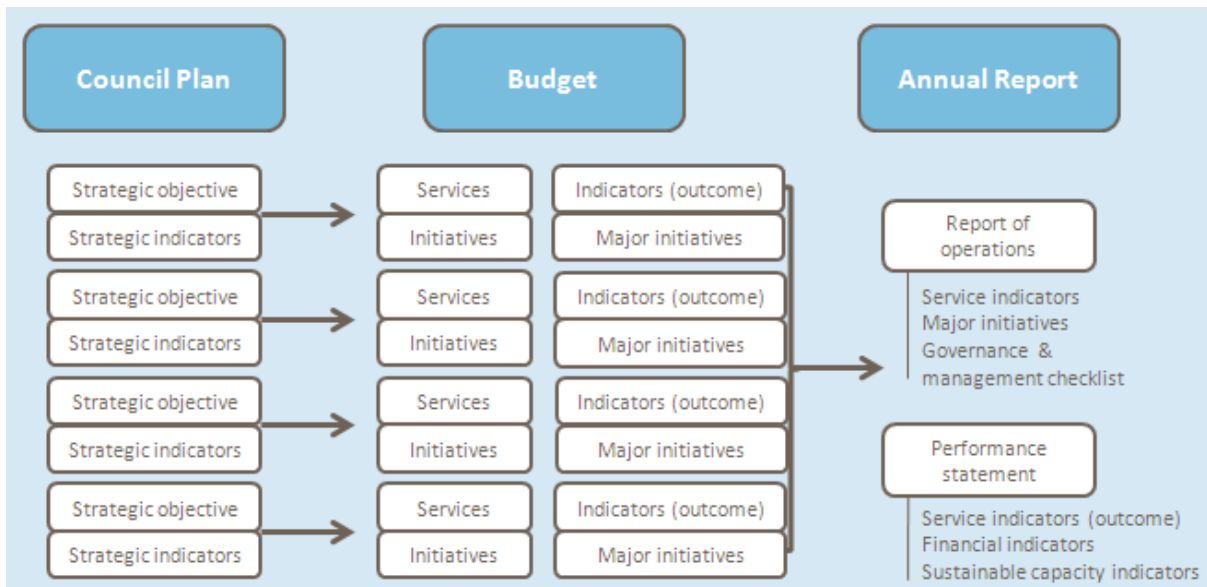 Council Plan
Budget
Annual Report
Strategic objective
Strategic indicators
Strategic objective
Strategic indicators
Strategic objective
Strategic indicators
Strategic objective
Strategic indicators
Services
Indicators (outcome)
Initiatives
Major initiatives
Services
Indicators (outcome)
Initiatives
Major initiatives
Services
Indicators (outcome)
Initiatives
Major initiatives
Services
Indicators (outcome)
Initiatives
Major initiatives
Report of
operations
Service indicators
Major initiatives
Governance &
management checklist
Performance
statement
Service indicators (outcome)
Financial indicators
Sustainable capacity indicators